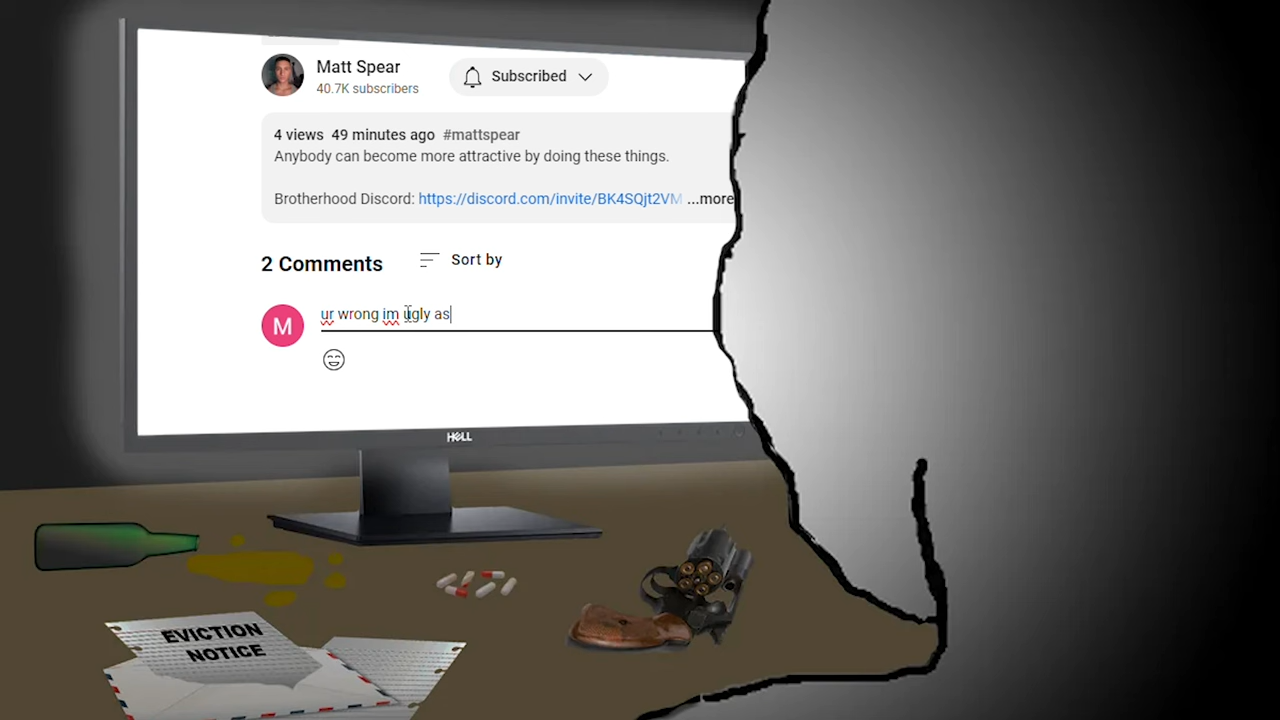 Matt Spear
Subscribed
40.7K subscribers
4 views 49 minutes ago #mattspear
Anybody can become more attractive by doing these things.
Brotherhood Discord: https://discord.com/invite/BK4SQjt2VM ...more
2 Comments
Sort by
M
ur wrong im ugly as
HELL
EVICTION
NOTICE